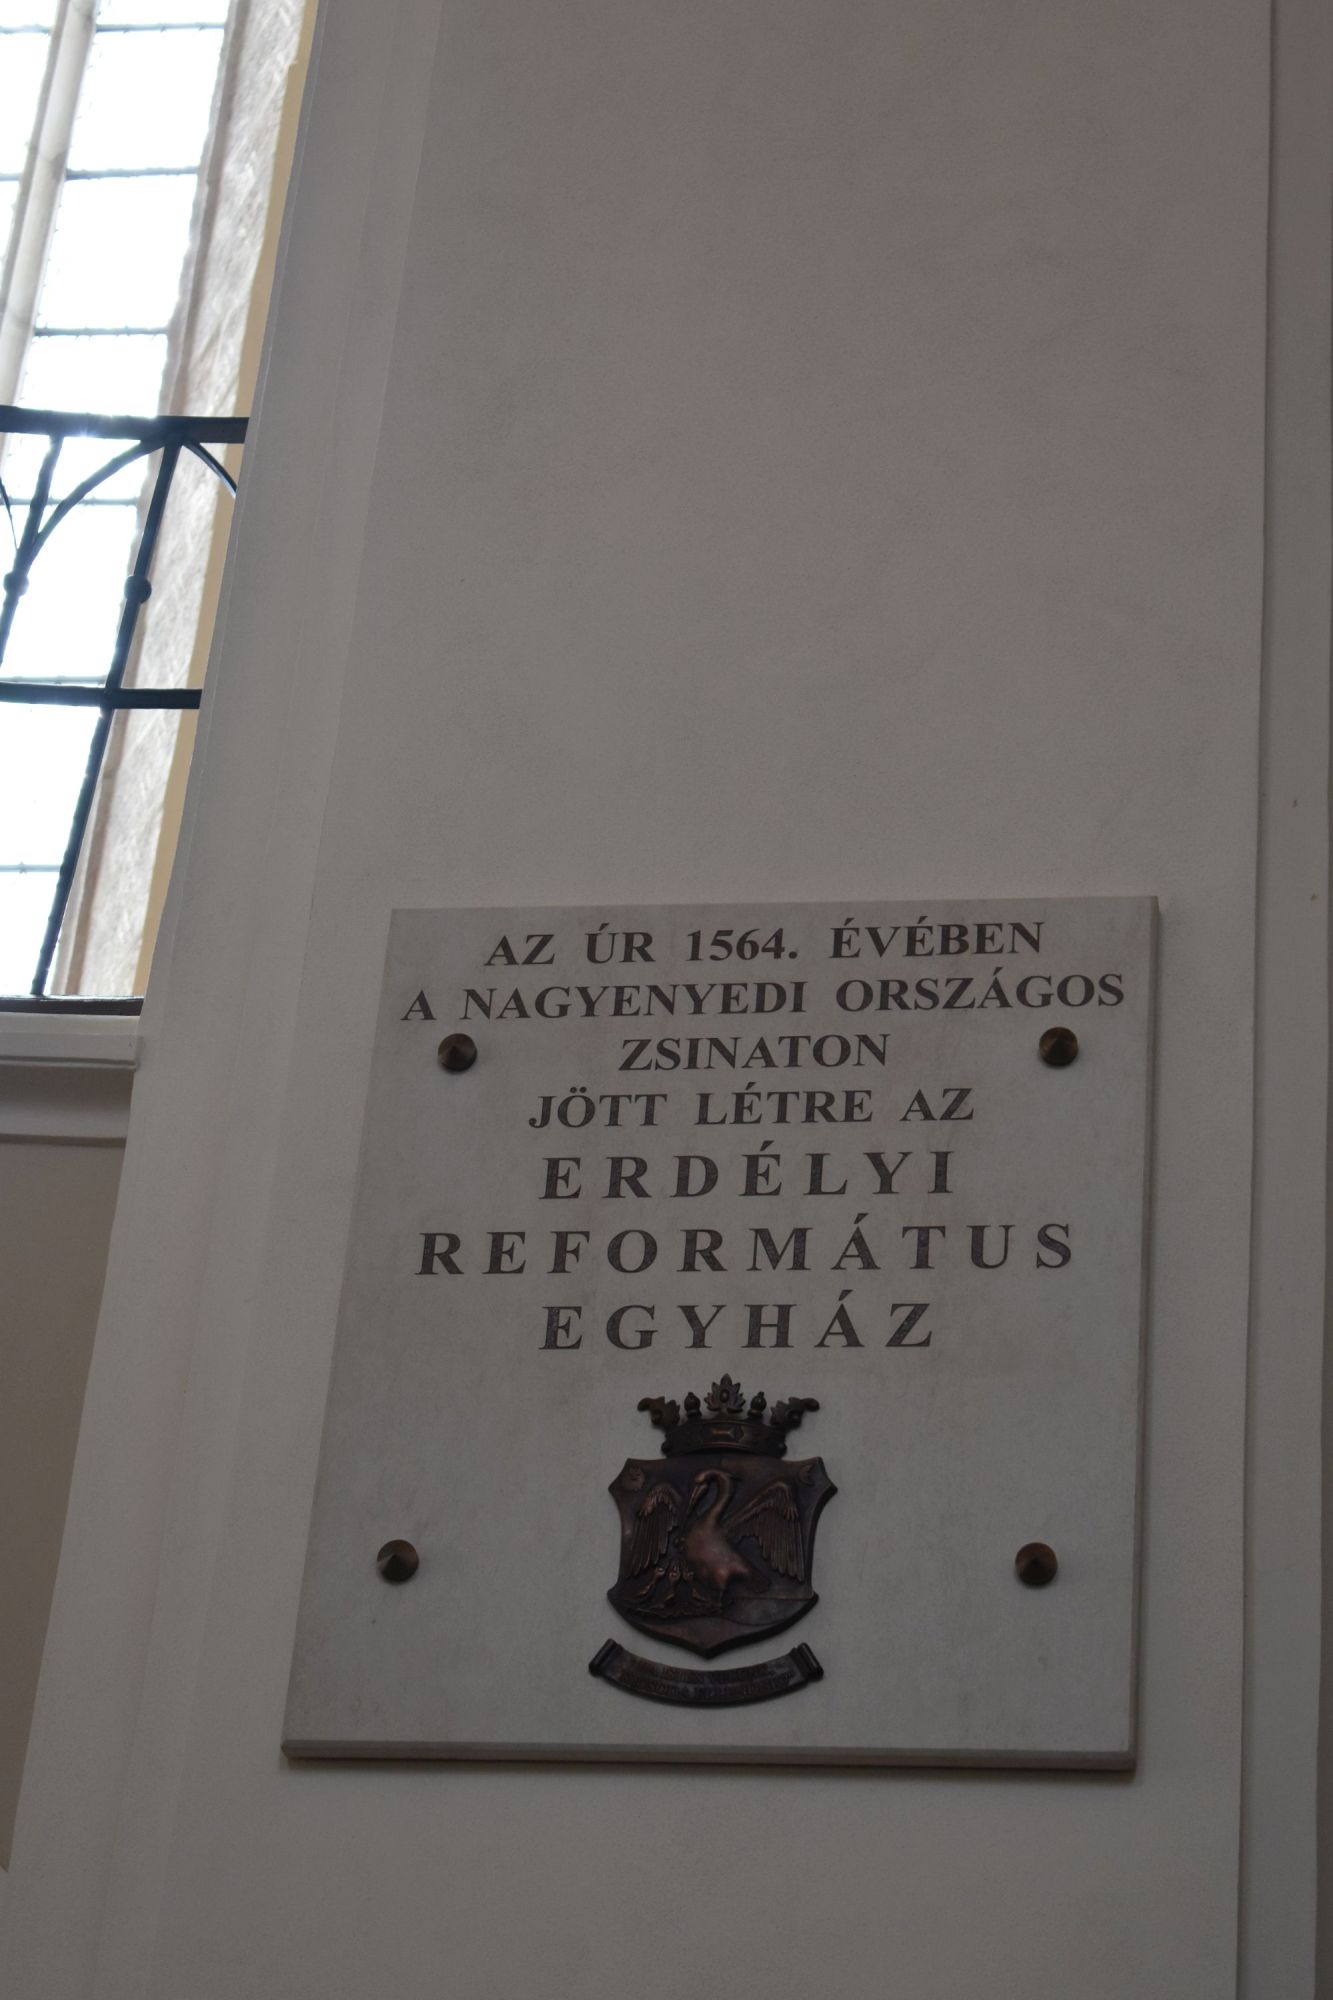 AZ ÚR 1564. ÉVÉBEN
A NAGYENYEDI ORSZÁGOS
ZSINATON
JÖTT LÉTRE AZ
ERDÉLYI
REFORMÁTUS
EGYHÁZ